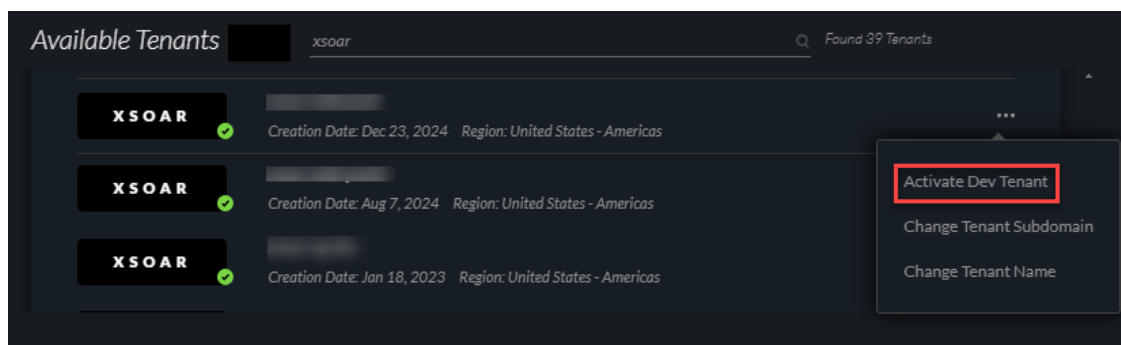 Available Tenants xsoar Found 39 Tenants
XSOAR
Creation Date: Dec 23, 2024 Region: United States - Americas
XSOAR
Creation Date: Aug 7, 2024 Region: United States - Americas
XSOAR
Creation Date: Jan 18, 2023 Region: United States - Americas
Activate Dev Tenant
Change Tenant Subdomain
Change Tenant Name